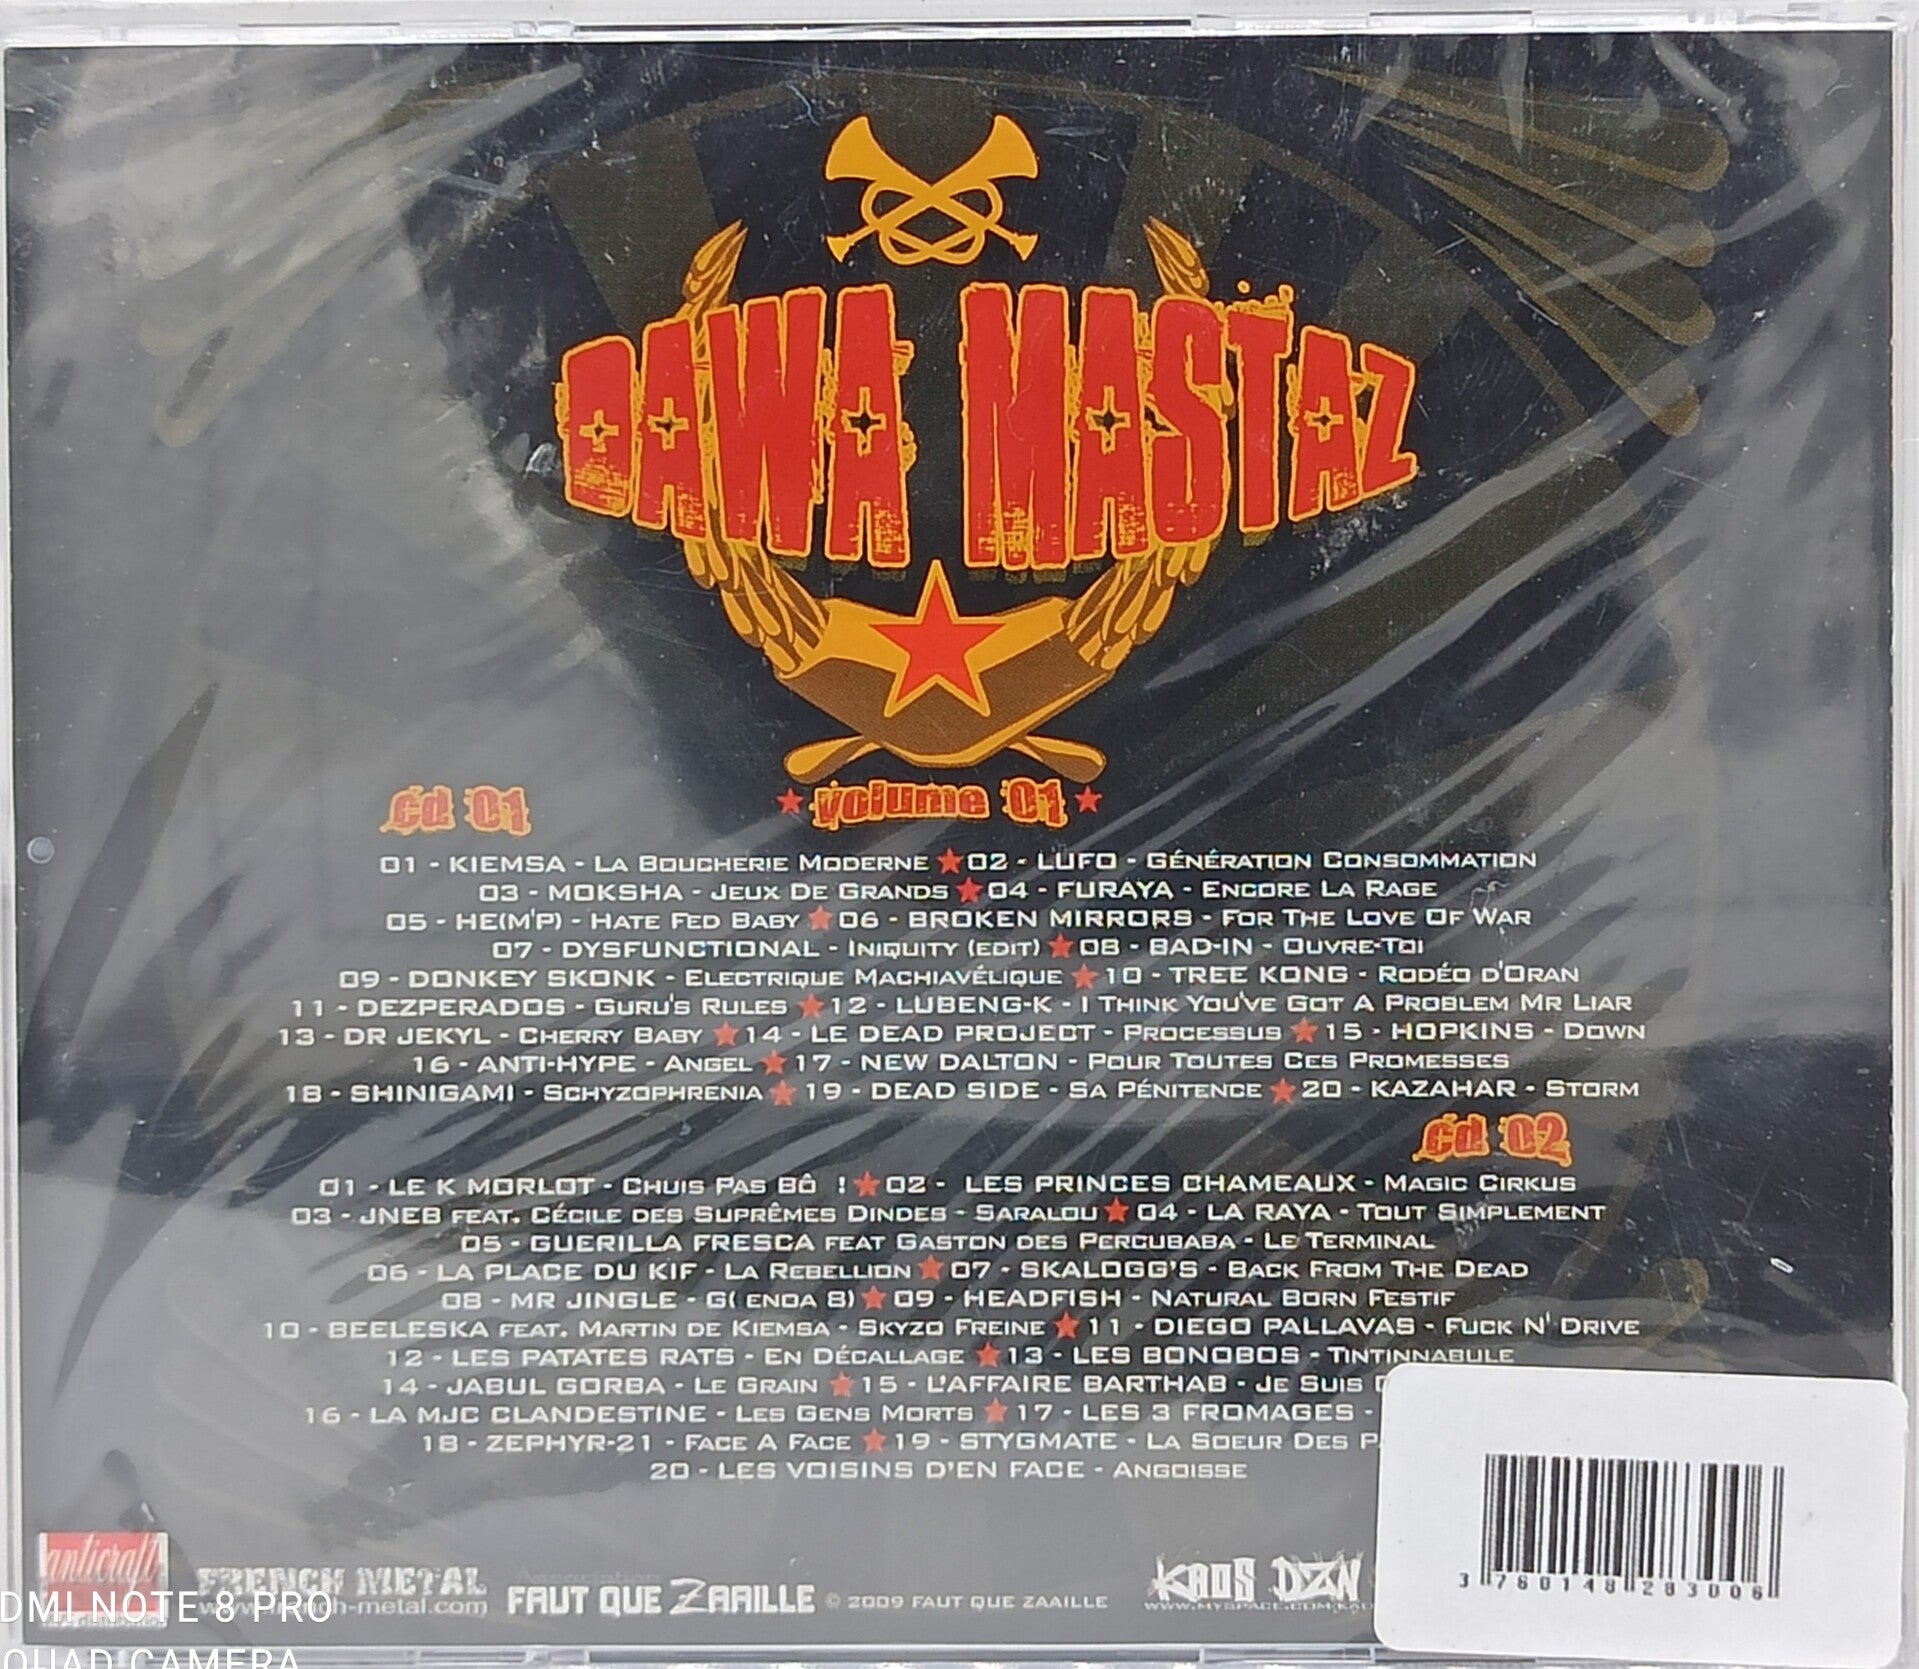 DAWA MASTAZ
cd 01
volume 01
01 - KIEMSA - LA BOUCHERIE MODERNE ★ 02 - LUFO - GÉNÉRATION CONSOMMATION
03 - MOKSHA - JEUX DE GRANDS ★ 04 - FURAYA - ENCORE LA RAGE
05 - HE(M'P) - HATE FED BABY ★ 06 - BROKEN MIRRORS - FOR THE LOVE OF WAR
07 - DYSFUNCTIONAL - INIQUITY (EDIT) ★ 08 - BAD-IN - OUVRE-TOI
09 - DONKEY SKONK - ELECTRIQUE MACHIAVÉLIQUE ★ 10 - TREE KONG - RODÉO D'ORAN
11 - DEZPERADOS - GURU'S RULES ★ 12 - LUBENG-K - I THINK YOU'VE GOT A PROBLEM MR LIAR
13 - DR JEKYL - CHERRY BABY ★ 14 - LE DEAD PROJECT - PROCESSUS ★ 15 - HOPKINS - DOWN
16 - ANTI-HYPE - ANGEL ★ 17 - NEW DALTON - POUR TOUTES CES PROMESSES
18 - SHINIGAMI - SCHYZOPHRENIA ★ 19 - DEAD SIDE - SA PÉNITENCE ★ 20 - KAZAHAR - STORM
cd 02
01 - LE K MORLOT - CHUIS PAS BÔ ! ★ 02 - LES PRINCES CHAMEAUX - MAGIC CIRKUS
03 - JNEB FEAT. CÉCILE DES SUPRÊMES DINDES - SARALOU ★ 04 - LA RAYA - TOUT SIMPLEMENT
05 - GUERILLA FRESCA FEAT GASTON DES PERCUBABA - LE TERMINAL
06 - LA PLACE DU KIF - LA REBELLION ★ 07 - SKALOGG'S - BACK FROM THE DEAD
08 - MR JINGLE - G( ENOA 8) ★ 09 - HEADFISH - NATURAL BORN FESTIF
10 - BEELESKA FEAT. MARTIN DE KIEMSA - SKYZO FREINE ★ 11 - DIEGO PALLAVAS - FUCK N' DRIVE
12 - LES PATATES RATS - EN DÉCALLAGE ★ 13 - LES BONOBOS - TINTINNABULE
14 - JABUL GORBA - LE GRAIN ★ 15 - L'AFFAIRE BARTHAB - JE SUIS
16 - LA MJC CLANDESTINE - LES GENS MORTS ★ 17 - LES 3 FROMAGES -
18 - ZEPHYR-21 - FACE A FACE ★ 19 - STYGMATE - LA SOEUR DES
20 - LES VOISINS D'EN FACE - ANGOISSE
anticraft
FRENCH METAL
www.french-metal.com
Association
FAUT QUE ZAAILLE © 2009 FAUT QUE ZAAILLE
KAOS DZN
3 760148 283006
DMI NOTE 8 PRO
QUAD CAMERA